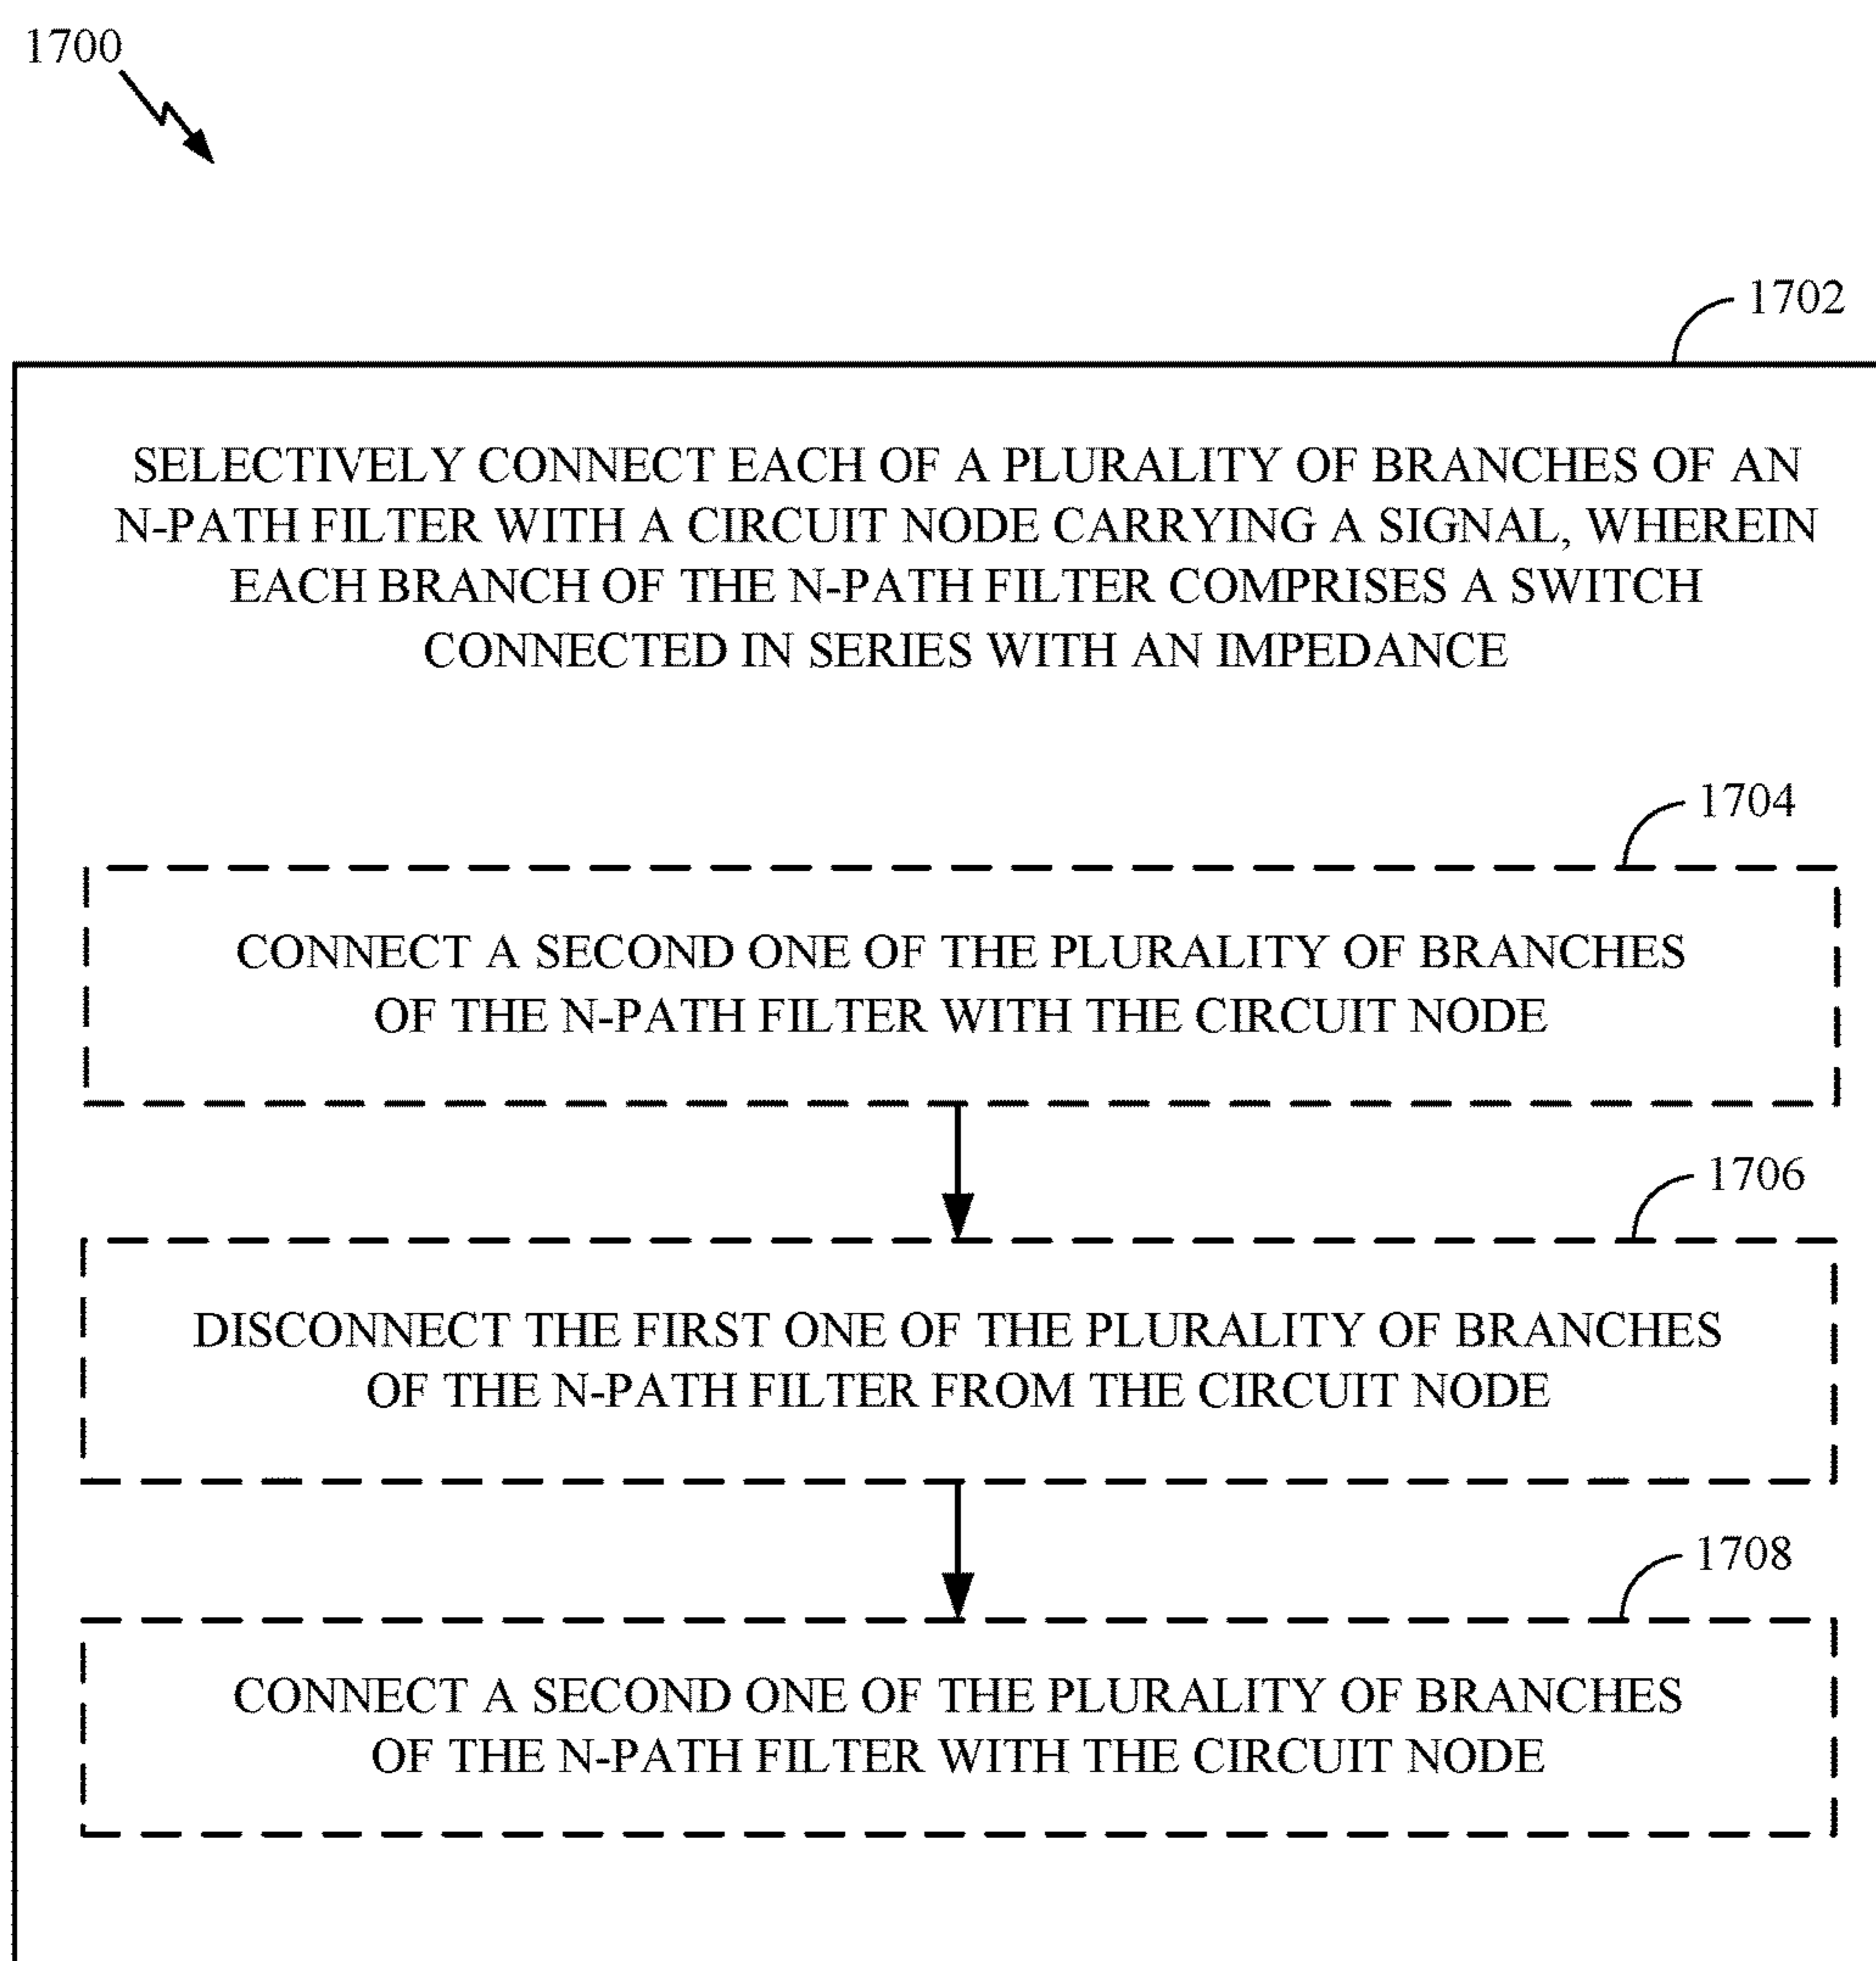 1700
1702
SELECTIVELY CONNECT EACH OF A PLURALITY OF BRANCHES OF AN
N-PATH FILTER WITH A CIRCUIT NODE CARRYING A SIGNAL, WHEREIN
EACH BRANCH OF THE N-PATH FILTER COMPRISES A SWITCH
CONNECTED IN SERIES WITH AN IMPEDANCE
1704
CONNECT A SECOND ONE OF THE PLURALITY OF BRANCHES
OF THE N-PATH FILTER WITH THE CIRCUIT NODE
1706
DISCONNECT THE FIRST ONE OF THE PLURALITY OF BRANCHES
OF THE N-PATH FILTER FROM THE CIRCUIT NODE
1708
CONNECT A SECOND ONE OF THE PLURALITY OF BRANCHES
OF THE N-PATH FILTER WITH THE CIRCUIT NODE